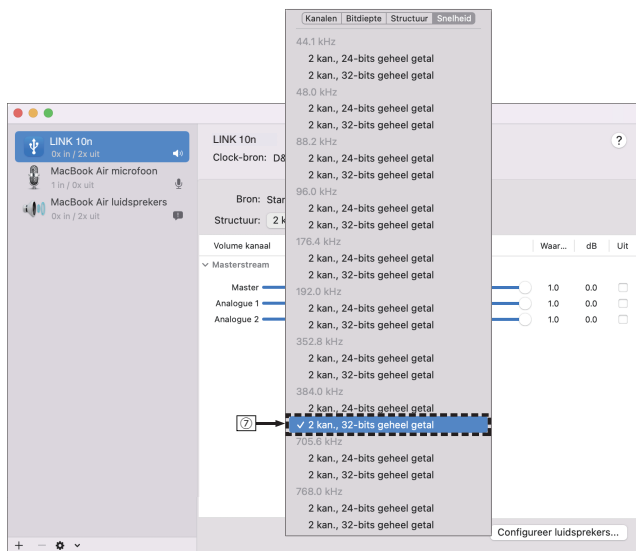 Kanalen Bitdiepte Structuur Snelheid
44.1 kHz
2 kan., 24-bits geheel getal
2 kan., 32-bits geheel getal
48.0 kHz
2 kan., 24-bits geheel getal
2 kan., 32-bits geheel getal
88.2 kHz
2 kan., 24-bits geheel getal
2 kan., 32-bits geheel getal
96.0 kHz
2 kan., 24-bits geheel getal
2 kan., 32-bits geheel getal
176.4 kHz
2 kan., 24-bits geheel getal
2 kan., 32-bits geheel getal
192.0 kHz
2 kan., 24-bits geheel getal
2 kan., 32-bits geheel getal
352.8 kHz
2 kan., 24-bits geheel getal
2 kan., 32-bits geheel getal
384.0 kHz
2 kan., 24-bits geheel getal
✓ 2 kan., 32-bits geheel getal
705.6 kHz
2 kan., 24-bits geheel getal
2 kan., 32-bits geheel getal
768.0 kHz
2 kan., 24-bits geheel getal
2 kan., 32-bits geheel getal
⑦
LINK 10n
0x in / 2x uit
MacBook Air microfoon
1 in / 0x uit
MacBook Air luidsprekers
0x in / 2x uit
LINK 10n
?
Clock-bron: D&
Bron: Star
Structuur: 2 k
Volume kanaal Waar... dB Uit
Masterstream
Master 1.0 0.0
Analogue 1 1.0 0.0
Analogue 2 1.0 0.0
Configureer luidsprekers...